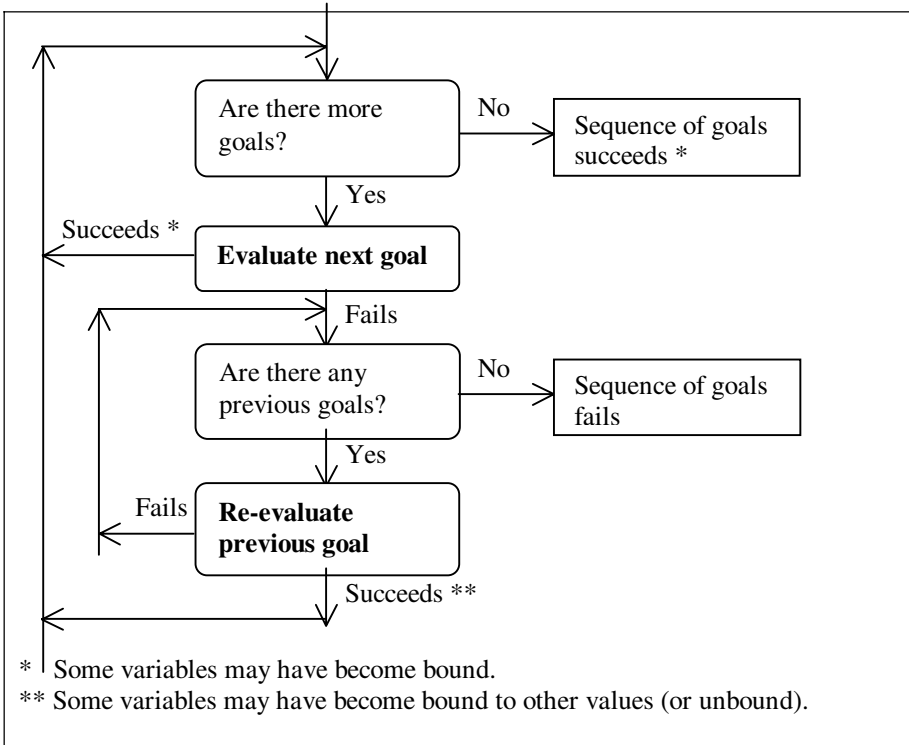 Are there more
goals?
No
Sequence of goals
succeeds *
Yes
Succeeds *
Evaluate next goal
Fails
Are there any
previous goals?
No
Sequence of goals
fails
Yes
Fails
Re-evaluate
previous goal
Succeeds **
* Some variables may have become bound.
** Some variables may have become bound to other values (or unbound).